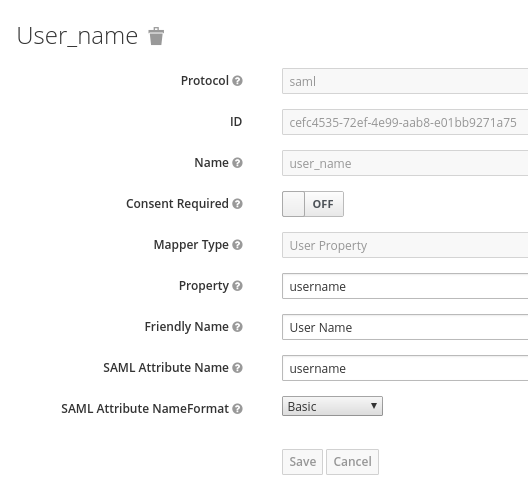 User_name
Protocol saml
ID cefc4535-72ef-4e99-aab8-e01bb9271a75
Name user_name
Consent Required OFF
Mapper Type User Property
Property username
Friendly Name User Name
SAML Attribute Name username
SAML Attribute NameFormat Basic
Save Cancel